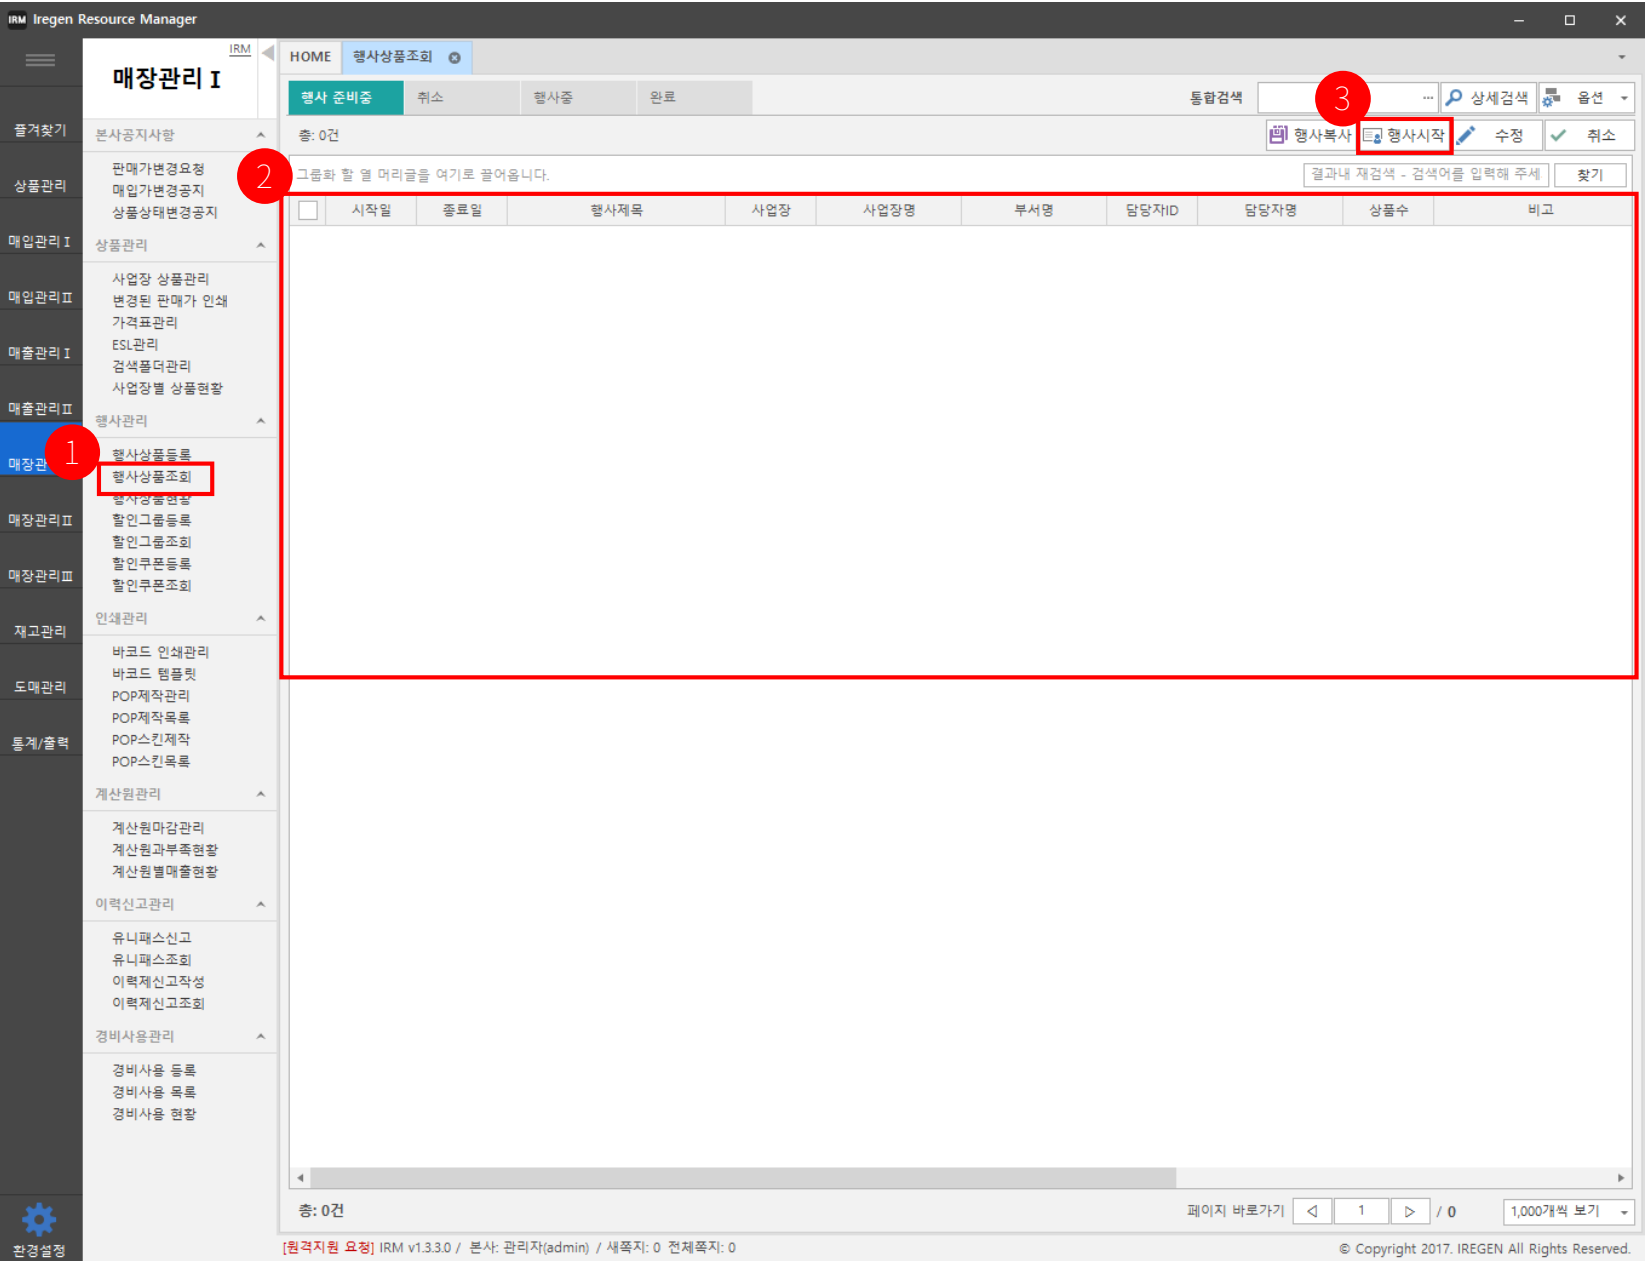 IRM Iregen Resource Manager
IRM
매장관리 I
즐겨찾기
상품관리
매입관리 I
매입관리 II
매출관리 I
매출관리 II
매장관
매장관리 II
매장관리 III
재고관리
도매관리
통계/출력
환경설정
본사공지사항
판매가변경요청
매입가변경공지
상품상태변경공지
상품관리
사업장 상품관리
변경된 판매가 인쇄
가격표관리
ESL관리
검색폴더관리
사업장별 상품현황
행사관리
1
행사상품등록
행사상품조회
행사상품현황
할인그룹등록
할인그룹조회
할인쿠폰등록
할인쿠폰조회
인쇄관리
바코드 인쇄관리
바코드 템플릿
POP제작관리
POP제작목록
POP스킨제작
POP스킨목록
계산원관리
계산원마감관리
계산원과부족현황
계산원별매출현황
이력신고관리
유니패스신고
유니패스조회
이력제신고작성
이력제신고조회
경비사용관리
경비사용 등록
경비사용 목록
경비사용 현황
HOME 행사상품조회
행사 준비중 취소 행사중 완료 통합검색 3 ... 상세검색 옵션
총: 0건 행사복사 행사시작 수정 취소
2 그룹화 할 열 머리글을 여기로 끌어옵니다. 결과내 재검색 - 검색어를 입력해 주세 찾기
시작일 종료일 행사제목 사업장 사업장명 부서명 담당자ID 담당자명 상품수 비고
총: 0건 페이지 바로가기 1 / 0 1,000개씩 보기
[원격지원 요청] IRM v1.3.3.0 / 본사: 관리자(admin) / 새쪽지: 0 전체쪽지: 0 © Copyright 2017. IREGEN All Rights Reserved.